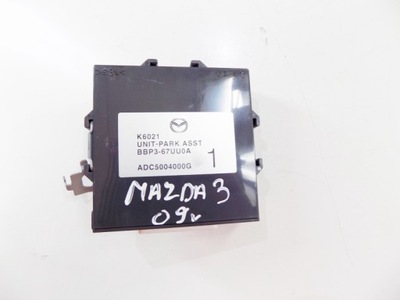 K6021
UNIT-PARK ASST
BBP3-67UU0A
ADC5004000G
1
MAZDA 3
09r